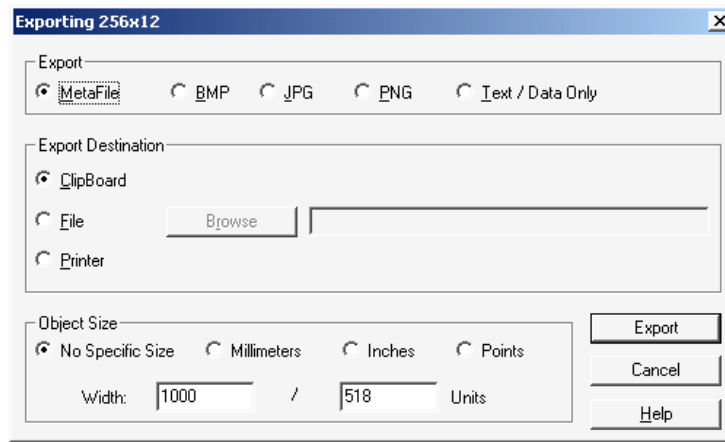 Exporting 256x12
Export
MetaFile BMP JPG PNG Text / Data Only
Export Destination
ClipBoard
File Browse
Printer
Object Size
No Specific Size Millimeters Inches Points
Width: 1000 / 518 Units
Export
Cancel
Help